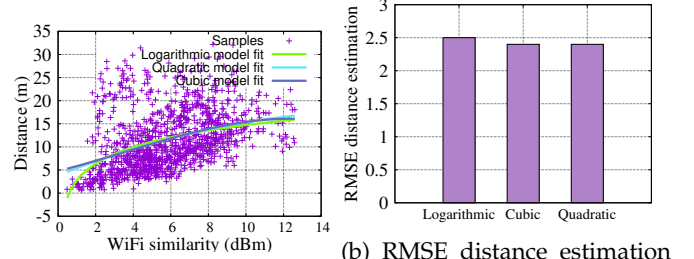 35
30
25
20
15
10
5
0
-5
Distance (m)
Samples
Logarithmic model fit
Quadratic model fit
Cubic model fit
0 2 4 6 8 10 12 14
WiFi similarity (dBm)
3
2.5
2
1.5
1
0.5
0
RMSE distance estimation
Logarithmic Cubic Quadratic
(b) RMSE distance estimation